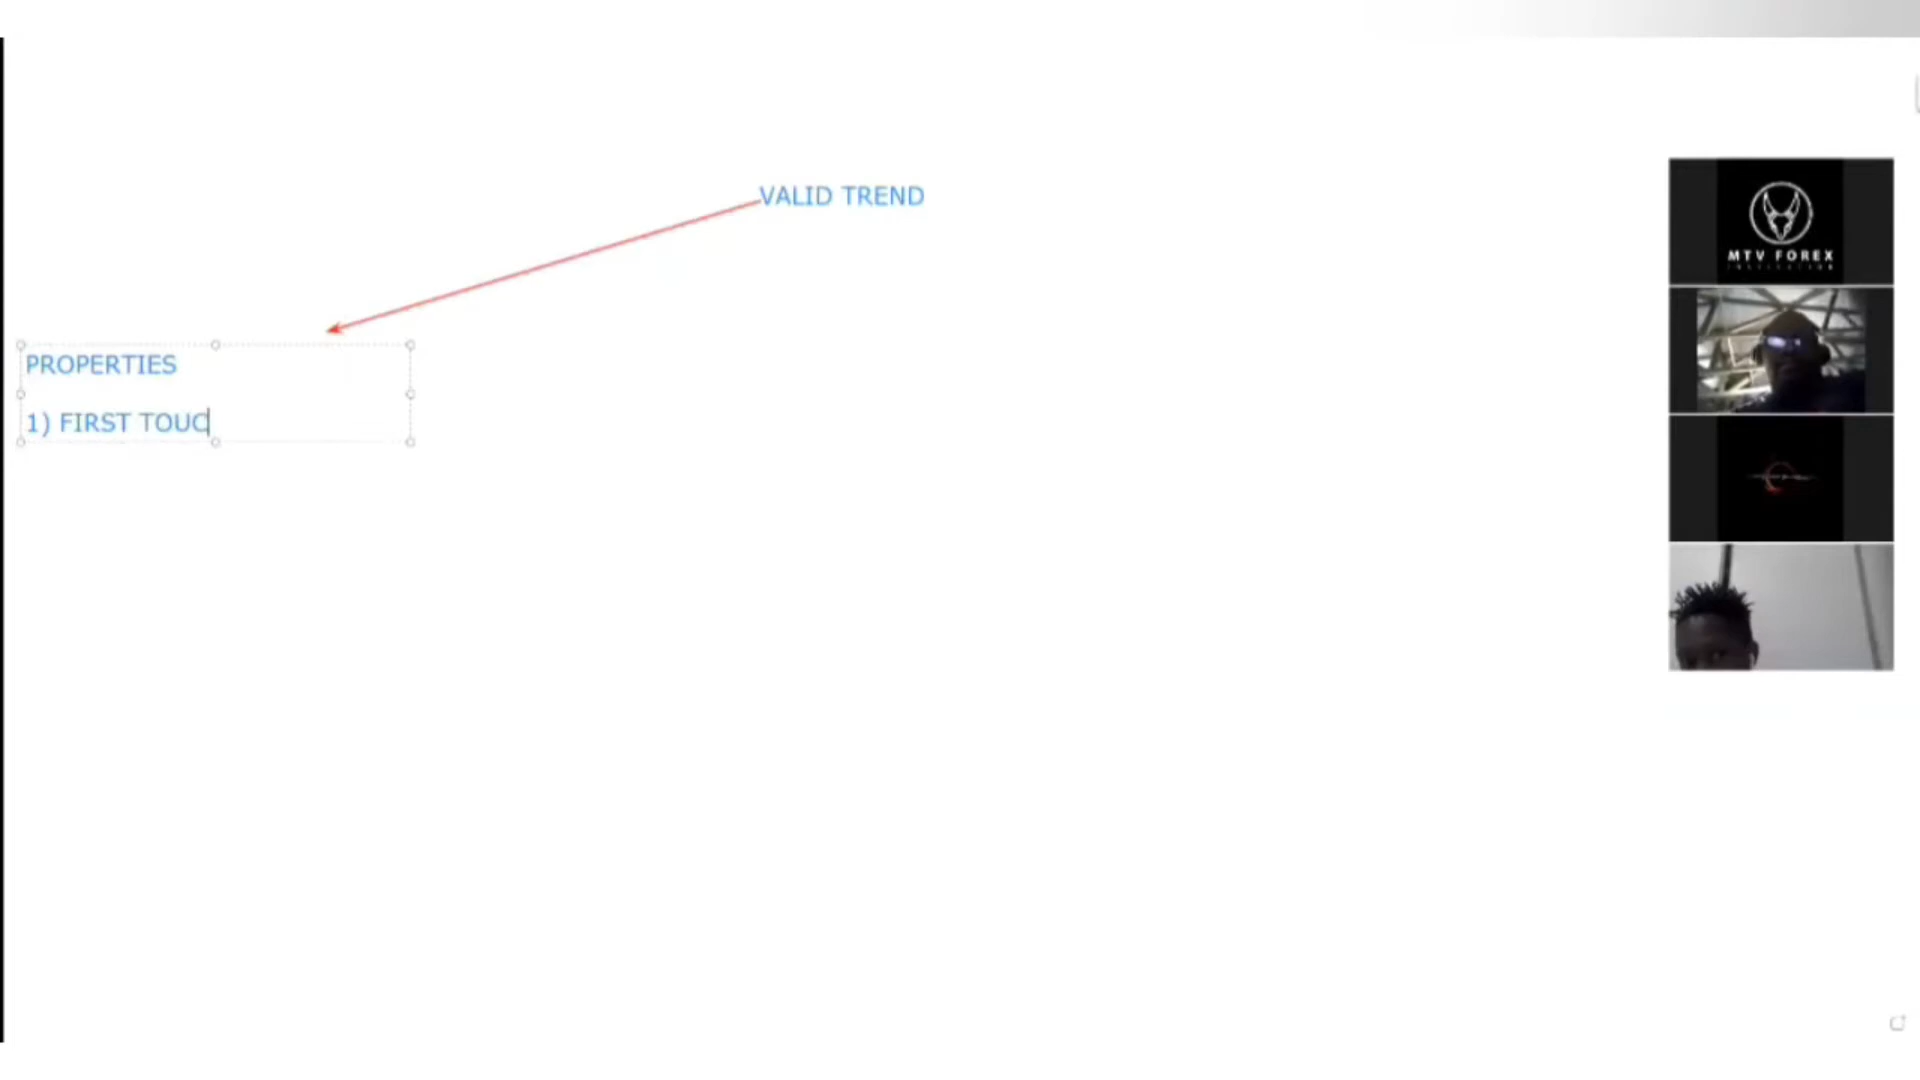 VALID TREND
PROPERTIES
1) FIRST TOUC
MTV FOREX